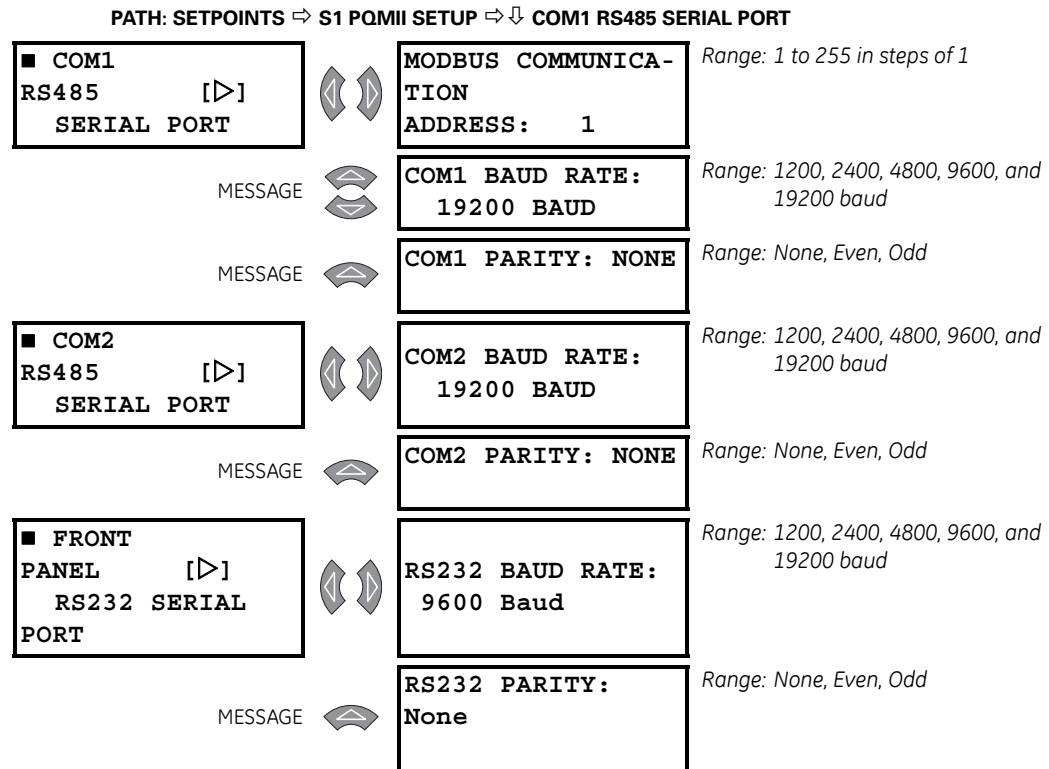 PATH: SETPOINTS ⇨ S1 PQMII SETUP ⇨⇩ COM1 RS485 SERIAL PORT
■ COM1
RS485 [▷]
SERIAL PORT
MODBUS COMMUNICA-
TION
ADDRESS: 1
Range: 1 to 255 in steps of 1
MESSAGE
COM1 BAUD RATE:
19200 BAUD
Range: 1200, 2400, 4800, 9600, and
19200 baud
MESSAGE
COM1 PARITY: NONE
Range: None, Even, Odd
■ COM2
RS485 [▷]
SERIAL PORT
COM2 BAUD RATE:
19200 BAUD
Range: 1200, 2400, 4800, 9600, and
19200 baud
MESSAGE
COM2 PARITY: NONE
Range: None, Even, Odd
■ FRONT
PANEL [▷]
RS232 SERIAL
PORT
RS232 BAUD RATE:
9600 Baud
Range: 1200, 2400, 4800, 9600, and
19200 baud
MESSAGE
RS232 PARITY:
None
Range: None, Even, Odd